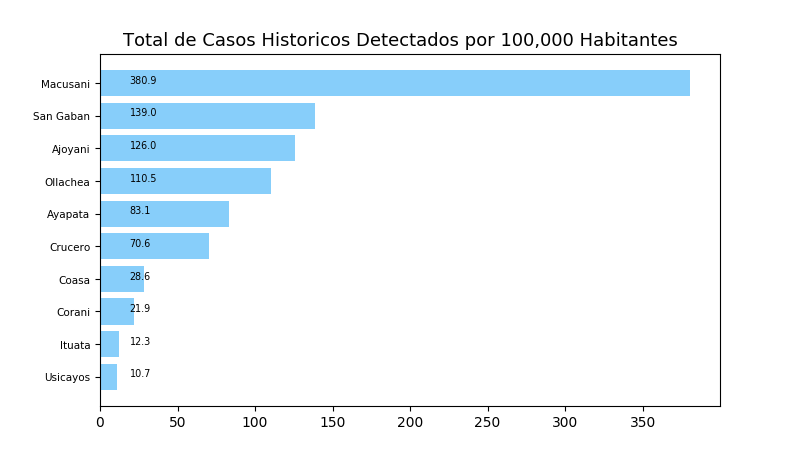 Total de Casos Historicos Detectados por 100,000 Habitantes
Macusani 380.9
San Gaban 139.0
Ajoyani 126.0
Ollachea 110.5
Ayapata 83.1
Crucero 70.6
Coasa 28.6
Corani 21.9
Ituata 12.3
Usicayos 10.7
0 50 100 150 200 250 300 350